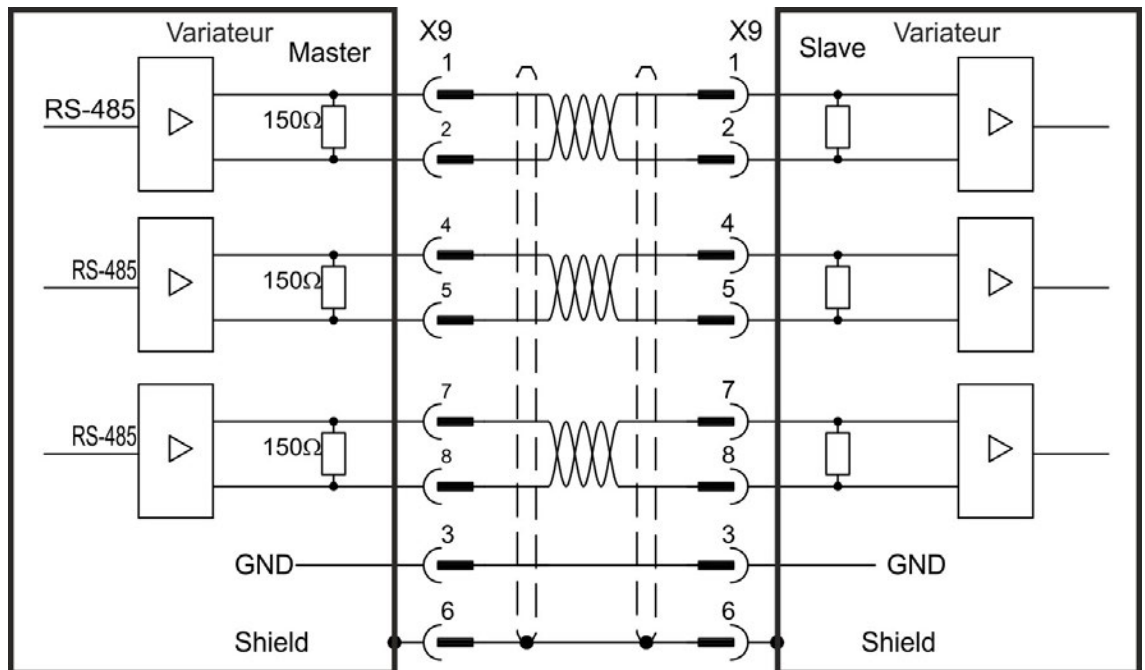 Variateur X9 X9 Variateur
Master Slave
1 1
RS-485 150Ω
2 2
4 4
RS-485 150Ω
5 5
7 7
RS-485 150Ω
8 8
3 3
GND GND
6 6
Shield Shield